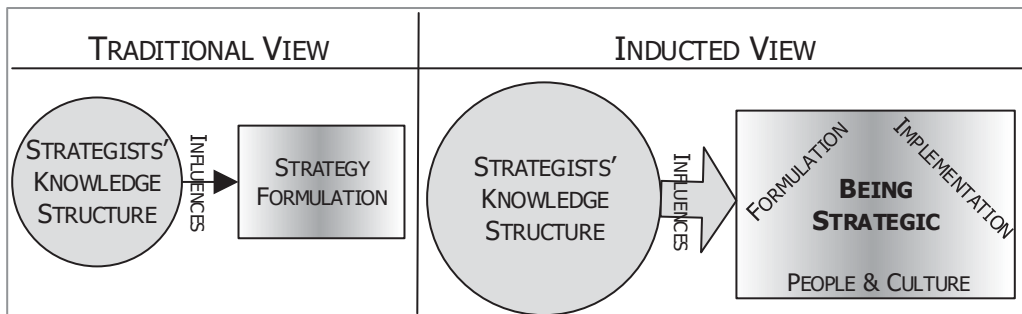 TRADITIONAL VIEW
STRATEGISTS'
KNOWLEDGE
STRUCTURE
INFLUENCES
STRATEGY
FORMULATION
INDUCTED VIEW
STRATEGISTS'
KNOWLEDGE
STRUCTURE
INFLUENCES
FORMULATION
IMPLEMENTATION
BEING
STRATEGIC
PEOPLE & CULTURE